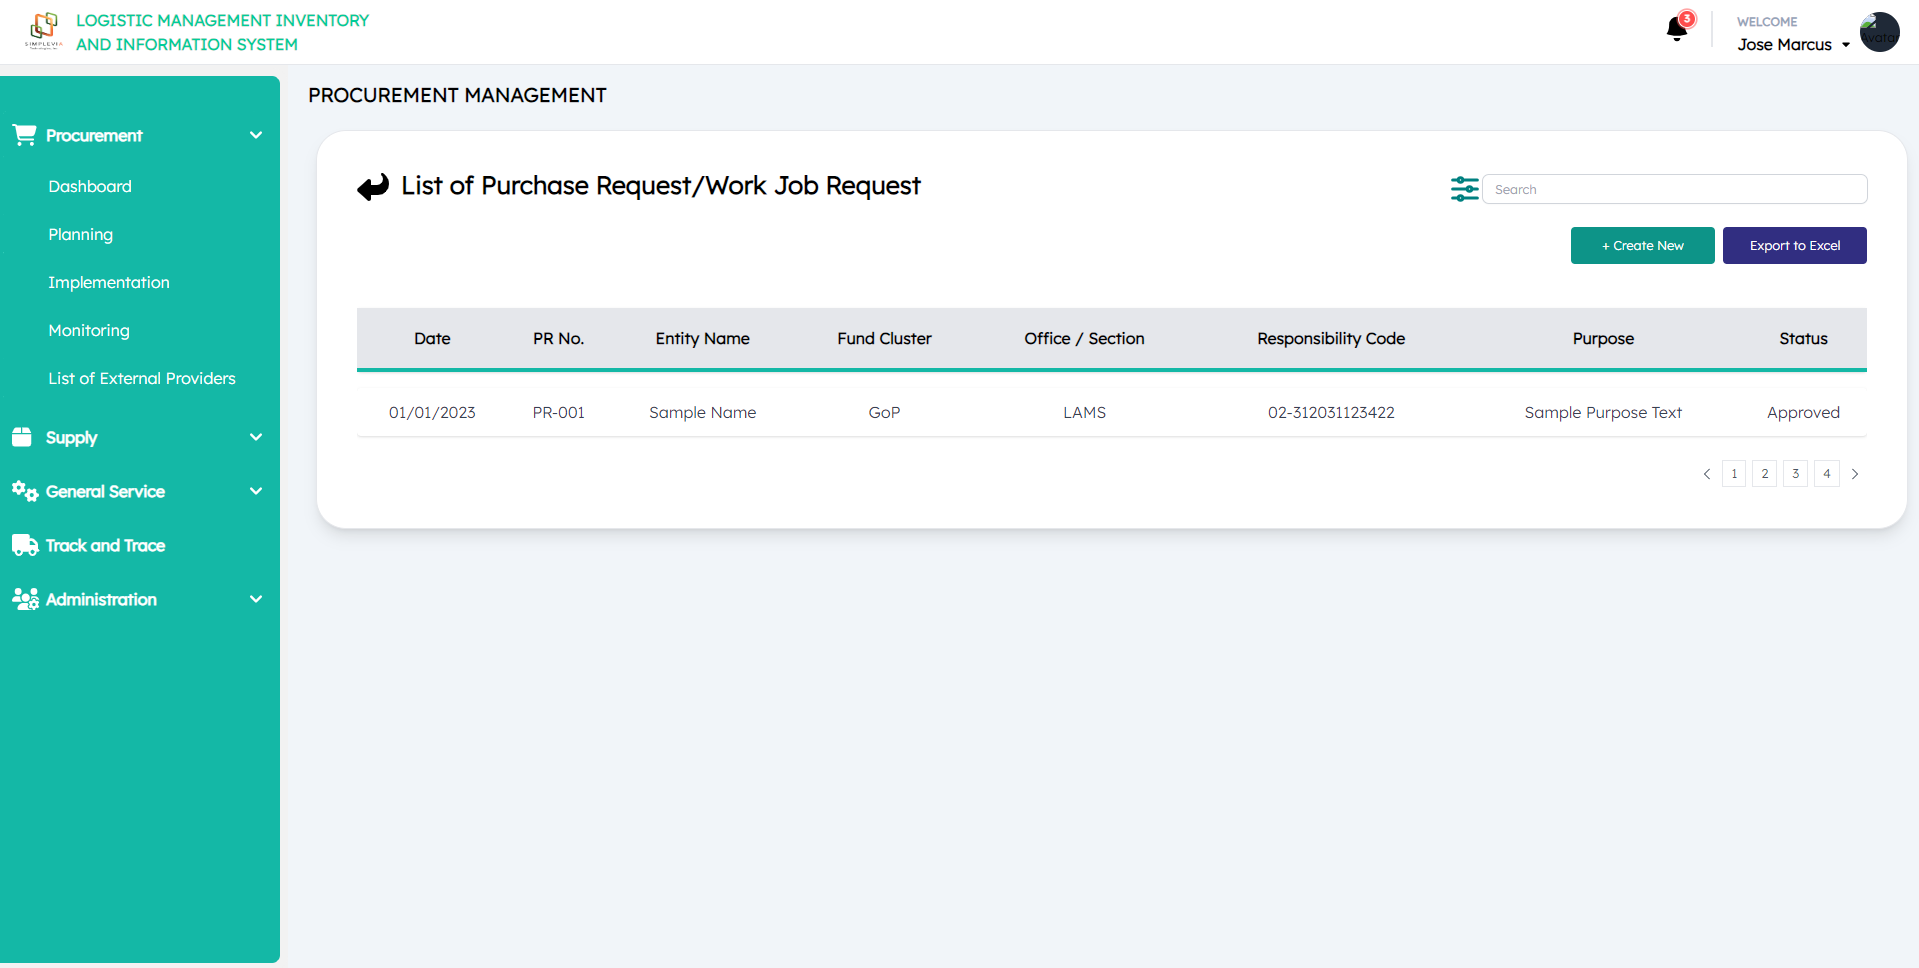 LOGISTIC MANAGEMENT INVENTORY
AND INFORMATION SYSTEM
SIMPLEVIA
Technologies Inc.
3
WELCOME
Jose Marcus
Avatar
Procurement
Dashboard
Planning
Implementation
Monitoring
List of External Providers
Supply
General Service
Track and Trace
Administration
PROCUREMENT MANAGEMENT
List of Purchase Request/Work Job Request
Search
+ Create New
Export to Excel
Date PR No. Entity Name Fund Cluster Office / Section Responsibility Code Purpose Status
01/01/2023 PR-001 Sample Name GoP LAMS 02-312031123422 Sample Purpose Text Approved
1 2 3 4